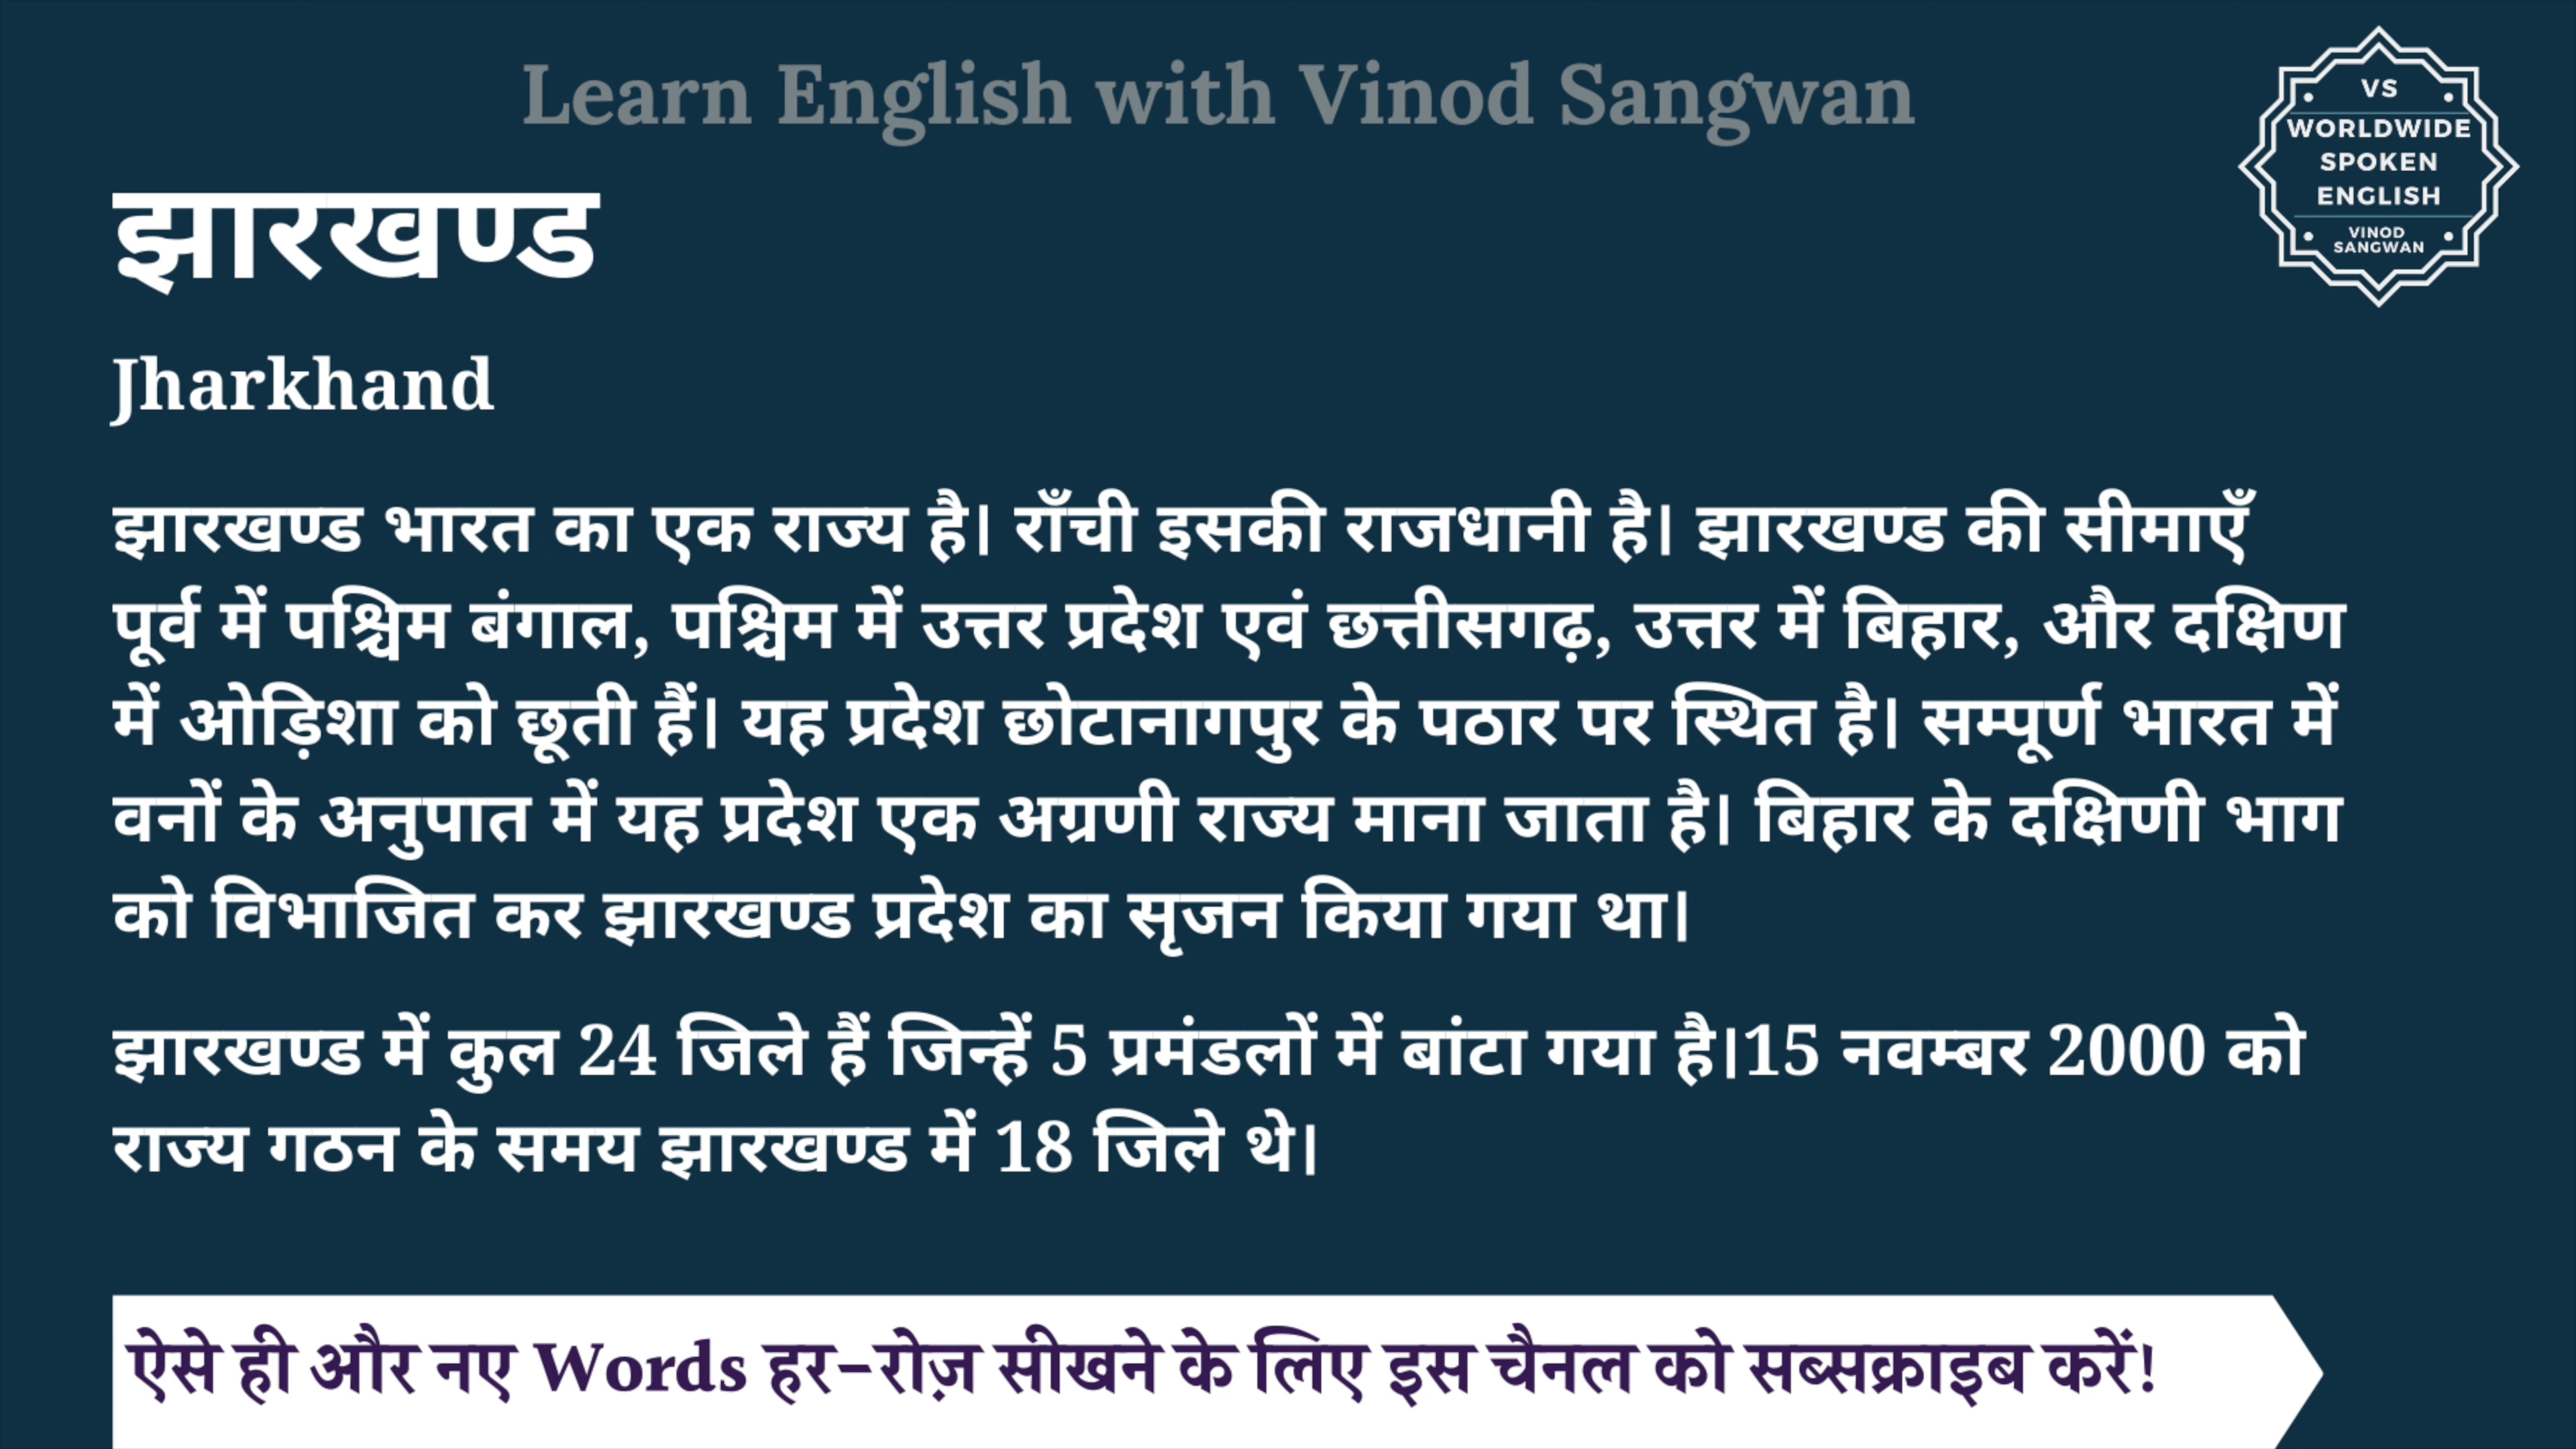 Learn English with Vinod Sangwan
VS
WORLDWIDE
SPOKEN
ENGLISH
VINOD
SANGWAN
झारखण्ड
Jharkhand
झारखण्ड भारत का एक राज्य है। राँची इसकी राजधानी है। झारखण्ड की सीमाएँ
पूर्व में पश्चिम बंगाल, पश्चिम में उत्तर प्रदेश एवं छत्तीसगढ़, उत्तर में बिहार, और दक्षिण
में ओड़िशा को छूती हैं। यह प्रदेश छोटानागपुर के पठार पर स्थित है। सम्पूर्ण भारत में
वनों के अनुपात में यह प्रदेश एक अग्रणी राज्य माना जाता है। बिहार के दक्षिणी भाग
को विभाजित कर झारखण्ड प्रदेश का सृजन किया गया था।
झारखण्ड में कुल 24 जिले हैं जिन्हें 5 प्रमंडलों में बांटा गया है।15 नवम्बर 2000 को
राज्य गठन के समय झारखण्ड में 18 जिले थे।
ऐसे ही और नए Words हर-रोज़ सीखने के लिए इस चैनल को सब्सक्राइब करें!